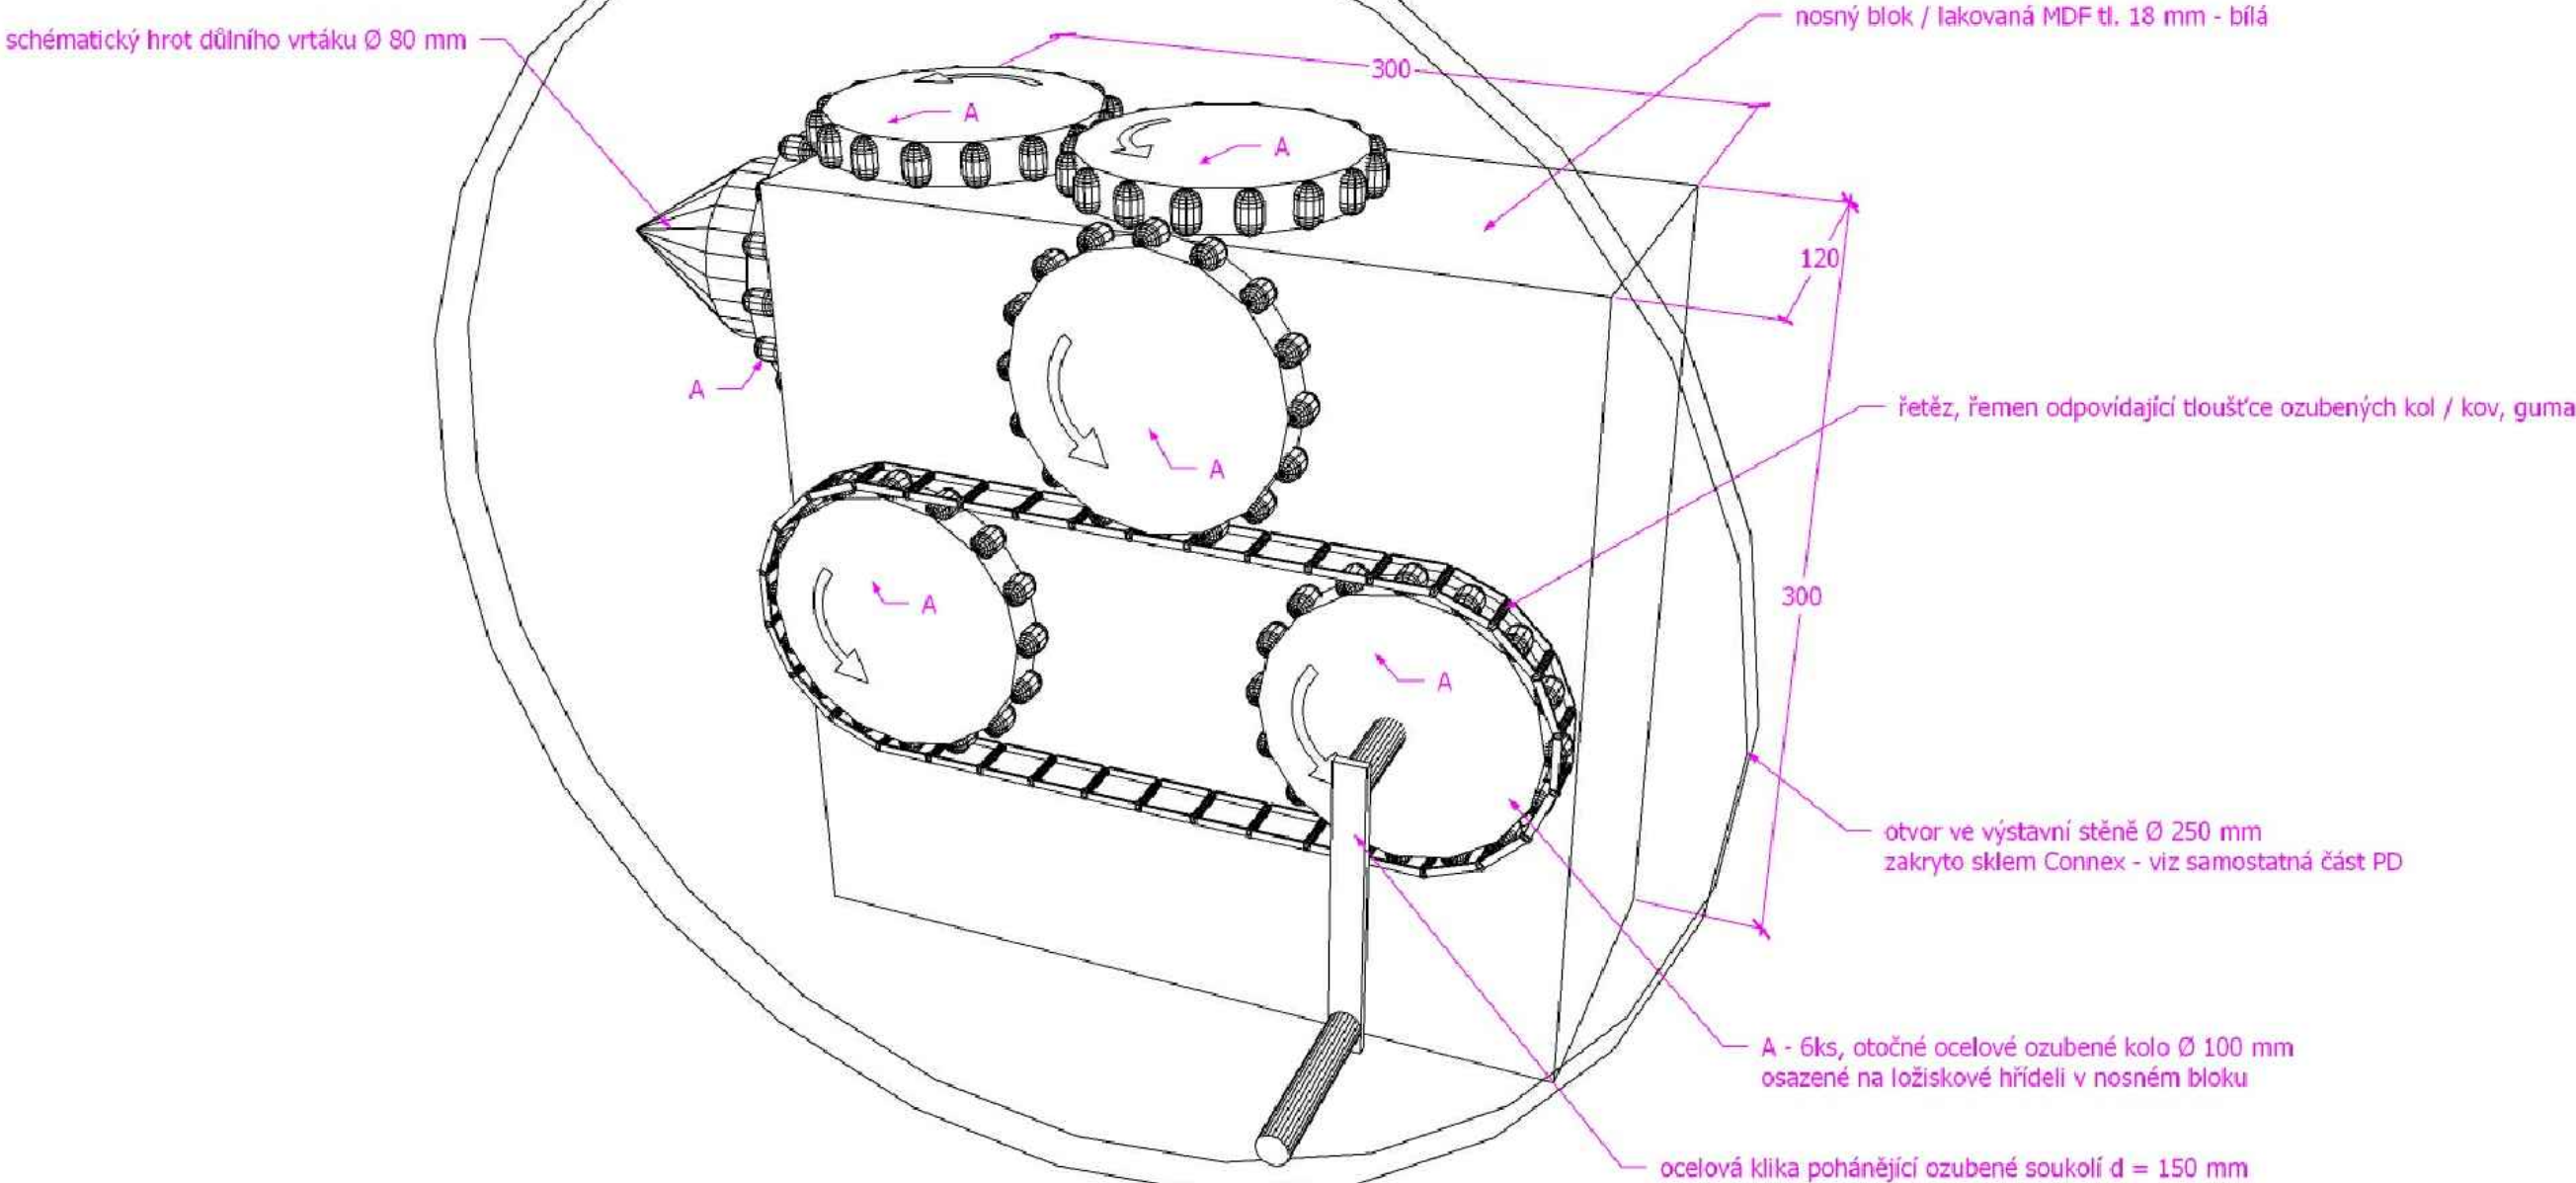 nosný blok / lakovaná MDF tl. 18 mm - bílá
schématický hrot důlního vrtáku Ø 80 mm
300
A
A
120
A
řetěz, řemen odpovídající tloušťce ozubených kol / kov, guma
A
300
A
A
otvor ve výstavní stěně Ø 250 mm
zakryto sklem Connex - viz samostatná část PD
A - 6ks, otočné ocelové ozubené kolo Ø 100 mm
osazené na ložiskové hřídeli v nosném bloku
ocelová klika pohánějící ozubené soukolí d = 150 mm